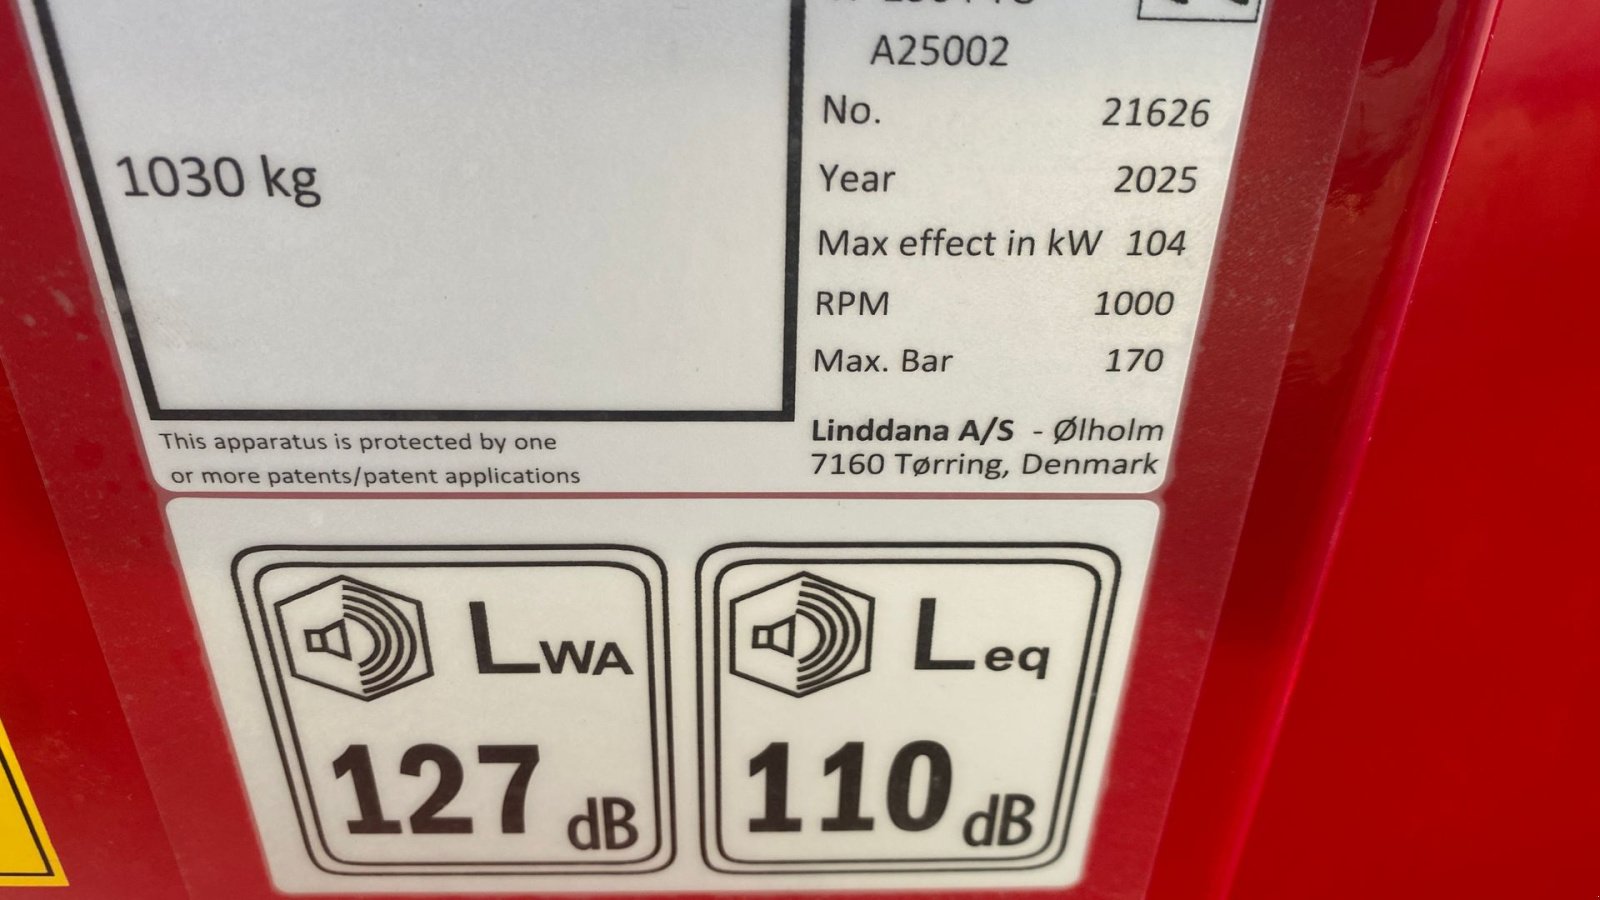 A25002
No. 21626
Year 2025
1030 kg
Max effect in kW 104
RPM 1000
Max. Bar 170
This apparatus is protected by one
or more patents/patent applications
Linddana A/S - Ølholm
7160 Tørring, Denmark
LWA
127 dB
Leq
110 dB